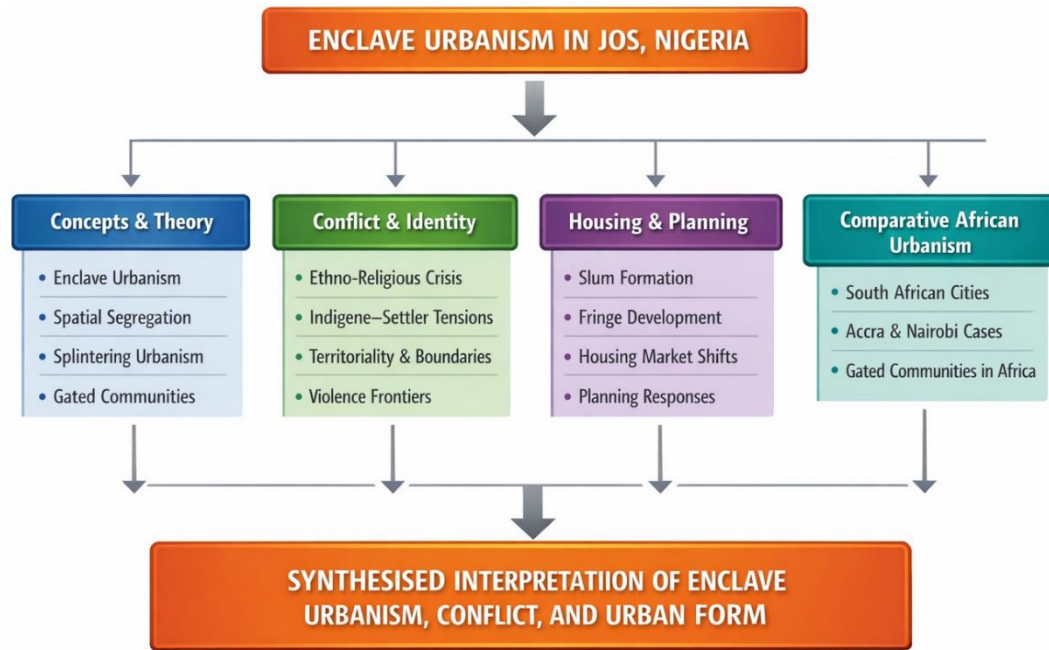 ENCLAVE URBANISM IN JOS, NIGERIA
Concepts & Theory
• Enclave Urbanism
• Spatial Segregation
• Splintering Urbanism
• Gated Communities
Conflict & Identity
• Ethno-Religious Crisis
• Indigene–Settler Tensions
• Territoriality & Boundaries
• Violence Frontiers
Housing & Planning
• Slum Formation
• Fringe Development
• Housing Market Shifts
• Planning Responses
Comparative African
Urbanism
• South African Cities
• Accra & Nairobi Cases
• Gated Communities in Africa
SYNTHESISED INTERPRETATIION OF ENCLAVE
URBANISM, CONFLICT, AND URBAN FORM